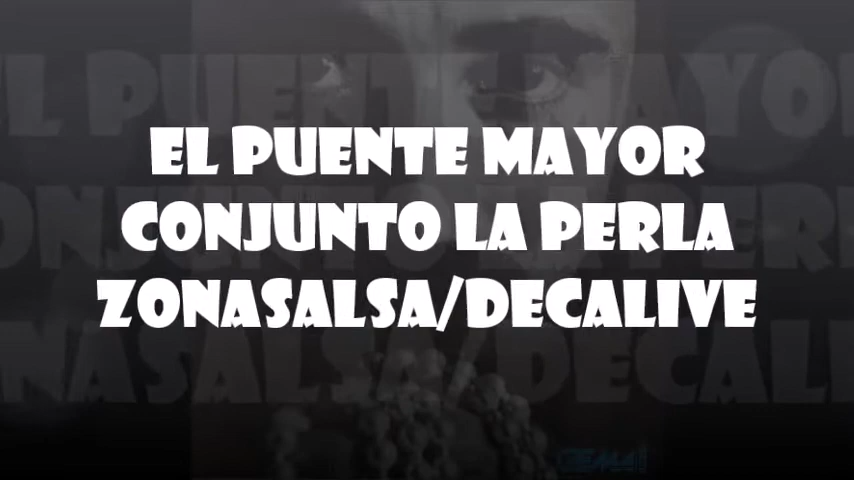 EL PUENTE MAYOR
CONJUNTO LA PERLA
ZONASALSA/DECALIVE